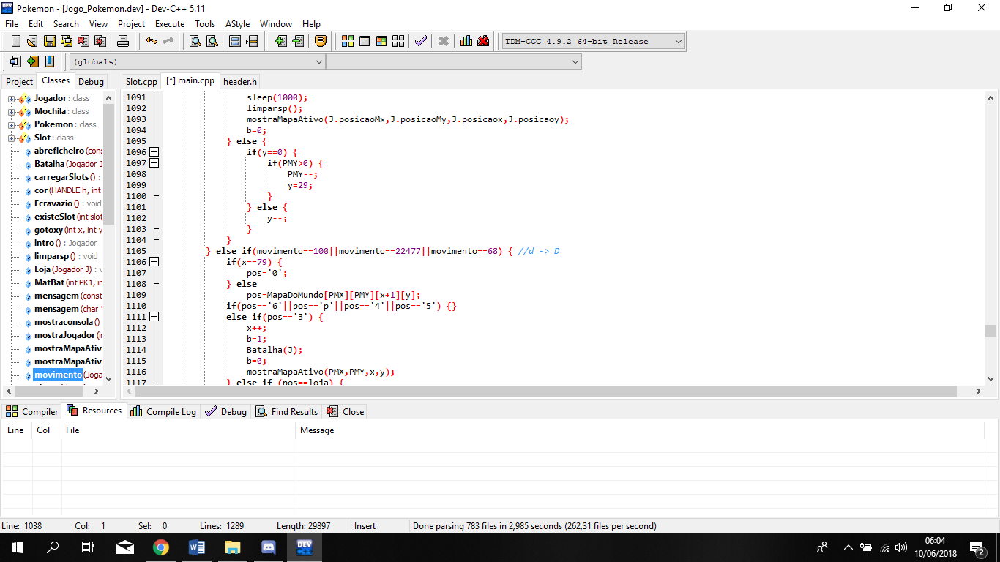 Pokemon - [Jogo_Pokemon.dev] - Dev-C++ 5.11
File Edit Search View Project Execute Tools AStyle Window Help
TDM-GCC 4.9.2 64-bit Release
(globals)
Project Classes Debug Slot.cpp [*] main.cpp header.h
Jogador : class
Mochila : class
Pokemon : class
Slot : class
abreficheiro (cons
Batalha (Jogador J
carregarSlots () :
cor (HANDLE h, int
Ecravazio () : void
existeSlot (int slot
gotoxy (int x, int y
intro () : Jogador
limparsp () : void
Loja (Jogador J) : v
MatBat (int PK1, in
mensagem (const
mensagem (char *
mostraconsola ()
mostraJogador (in
mostraMapaAtiv
mostraMapaAtiv
movimento (Joga
1091 sleep(1000);
1092 limparsp();
1093 mostraMapaAtivo(J.posicaoMx,J.posicaoMy,J.posicaox,J.posicaoy);
1094 b=0;
1095 } else {
1096 if(y==0) {
1097 if(PMY>0) {
1098 PMY--;
1099 y=29;
1100 }
1101 } else {
1102 y--;
1103 }
1104 }
1105 } else if(movimento==100||movimento==22477||movimento==68) { //d -> D
1106 if(x==79) {
1107 pos='0';
1108 } else
1109 pos=MapaDoMundo[PMX][PMY][x+1][y];
1110 if(pos=='6'||pos=='p'||pos=='4'||pos=='5') {}
1111 else if(pos=='3') {
1112 x++;
1113 b=1;
1114 Batalha(J);
1115 b=0;
1116 mostraMapaAtivo(PMX,PMY,x,y);
1117 } else if (pos==loja) {
Compiler Resources Compile Log Debug Find Results Close
Line Col File Message
Line: 1038 Col: 1 Sel: 0 Lines: 1289 Length: 29897 Insert Done parsing 783 files in 2,985 seconds (262,31 files per second)
06:04
10/06/2018
2